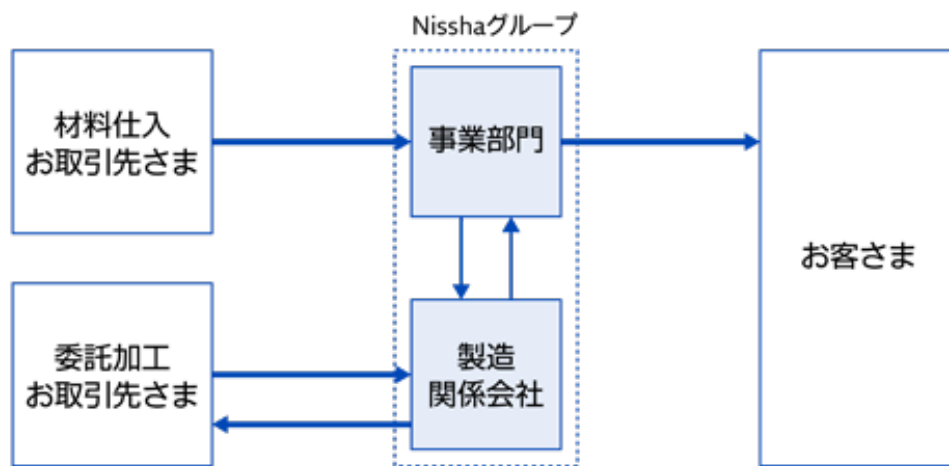 Nisshaグループ
材料仕入
お取引先さま
事業部門
お客さま
委託加工
お取引先さま
製造
関係会社